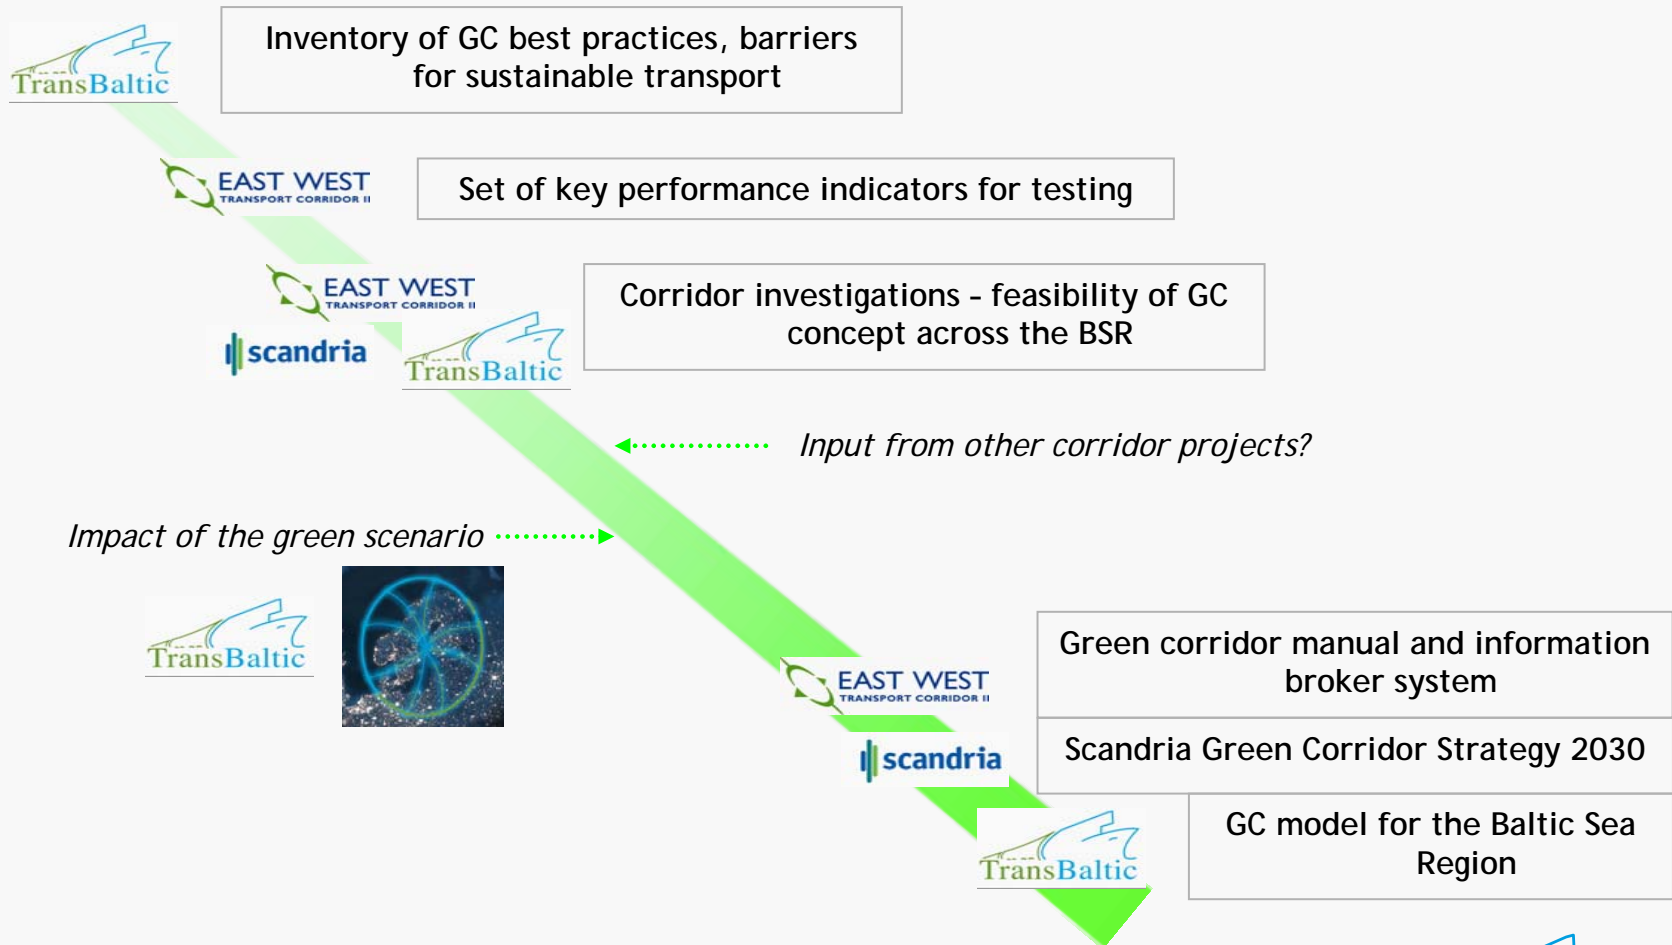 TransBaltic
Inventory of GC best practices, barriers
for sustainable transport
EAST WEST
TRANSPORT CORRIDOR II
Set of key performance indicators for testing
EAST WEST
TRANSPORT CORRIDOR II
scandria
TransBaltic
Corridor investigations – feasibility of GC
concept across the BSR
Input from other corridor projects?
Impact of the green scenario
TransBaltic
EAST WEST
TRANSPORT CORRIDOR II
Green corridor manual and information
broker system
scandria
Scandria Green Corridor Strategy 2030
TransBaltic
GC model for the Baltic Sea
Region